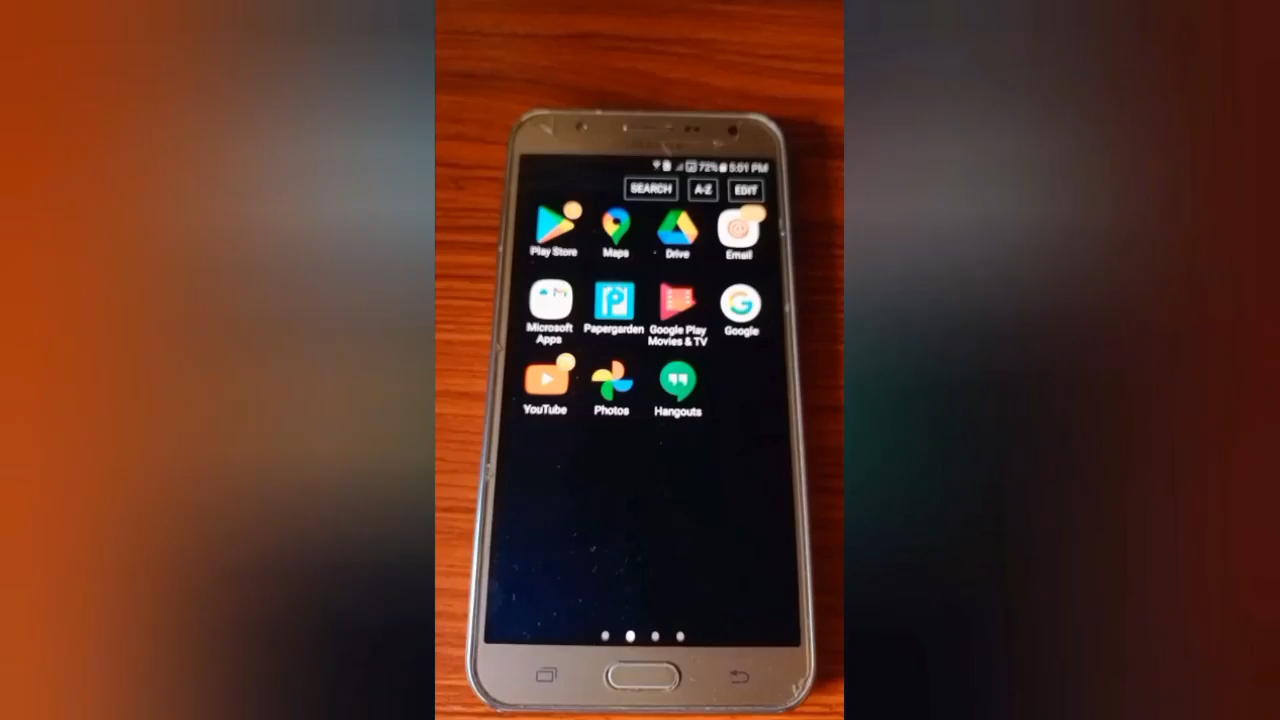 72% 5:01 PM
SEARCH A-Z EDIT
Play Store Maps Drive Email
Microsoft Apps Papergarden Google Play Movies & TV Google
YouTube Photos Hangouts